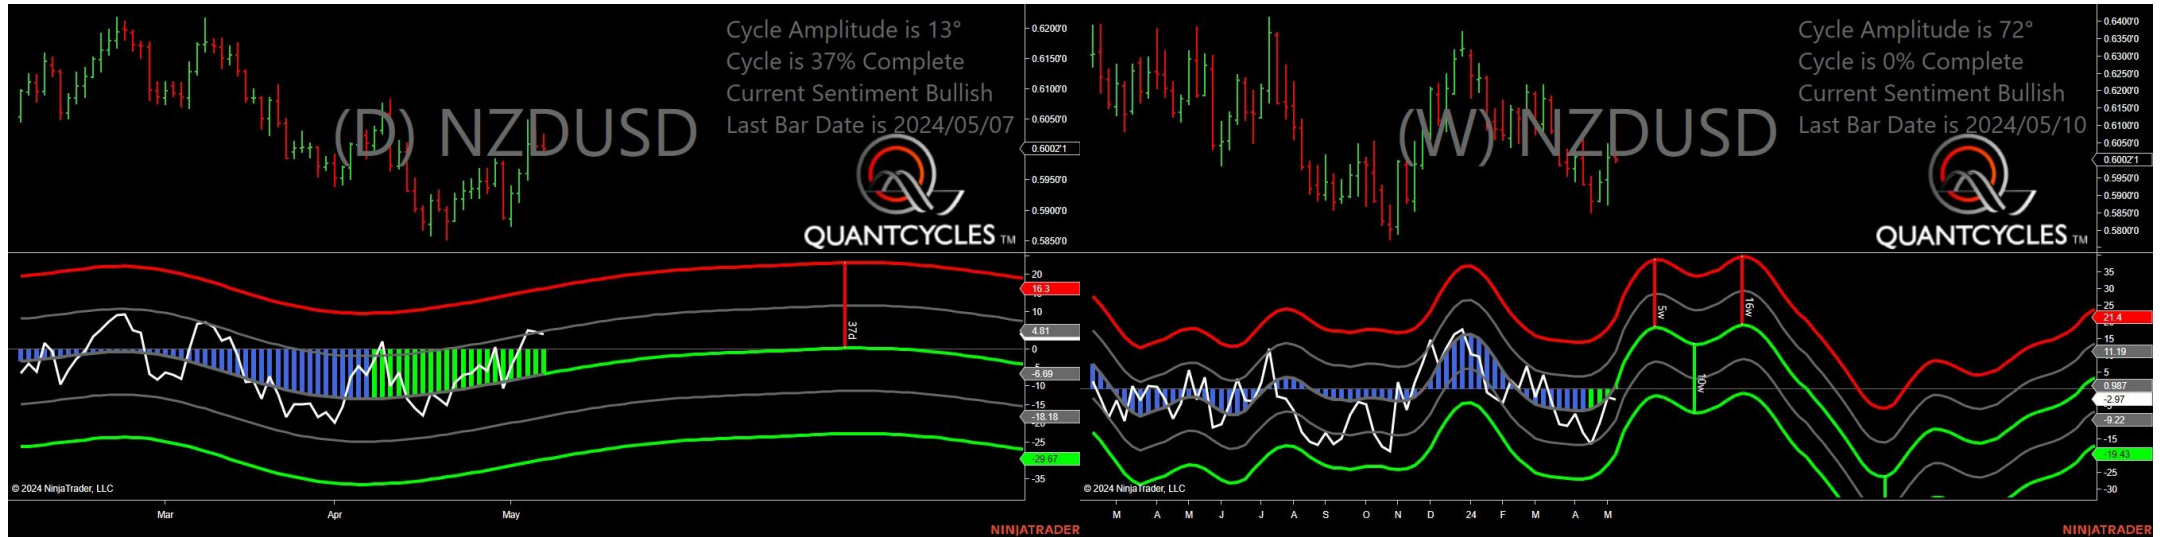 Cycle Amplitude is 13°
Cycle is 37% Complete
Current Sentiment Bullish
Last Bar Date is 2024/05/07
(D) NZDUSD
QUANTCYCLES TM
0.6200'0
0.6150'0
0.6100'0
0.6050'0
0.6002'1
0.5950'0
0.5900'0
0.5850'0
37d
20
16.3
10
4.81
0
-6.69
-10
-15
-18.18
-25
-29.67
-35
© 2024 NinjaTrader, LLC
Mar
Apr
May
NINJATRADER
Cycle Amplitude is 72°
Cycle is 0% Complete
Current Sentiment Bullish
Last Bar Date is 2024/05/10
(W) NZDUSD
QUANTCYCLES TM
0.6400'0
0.6350'0
0.6300'0
0.6250'0
0.6200'0
0.6150'0
0.6100'0
0.6050'0
0.6002'1
0.5950'0
0.5900'0
0.5850'0
0.5800'0
5w
16w
10w
35
30
25
21.4
15
11.19
5
0.987
-2.97
-9.22
-15
-19.43
-25
-30
© 2024 NinjaTrader, LLC
M A M J J A S O N D 24 F M A M
NINJATRADER